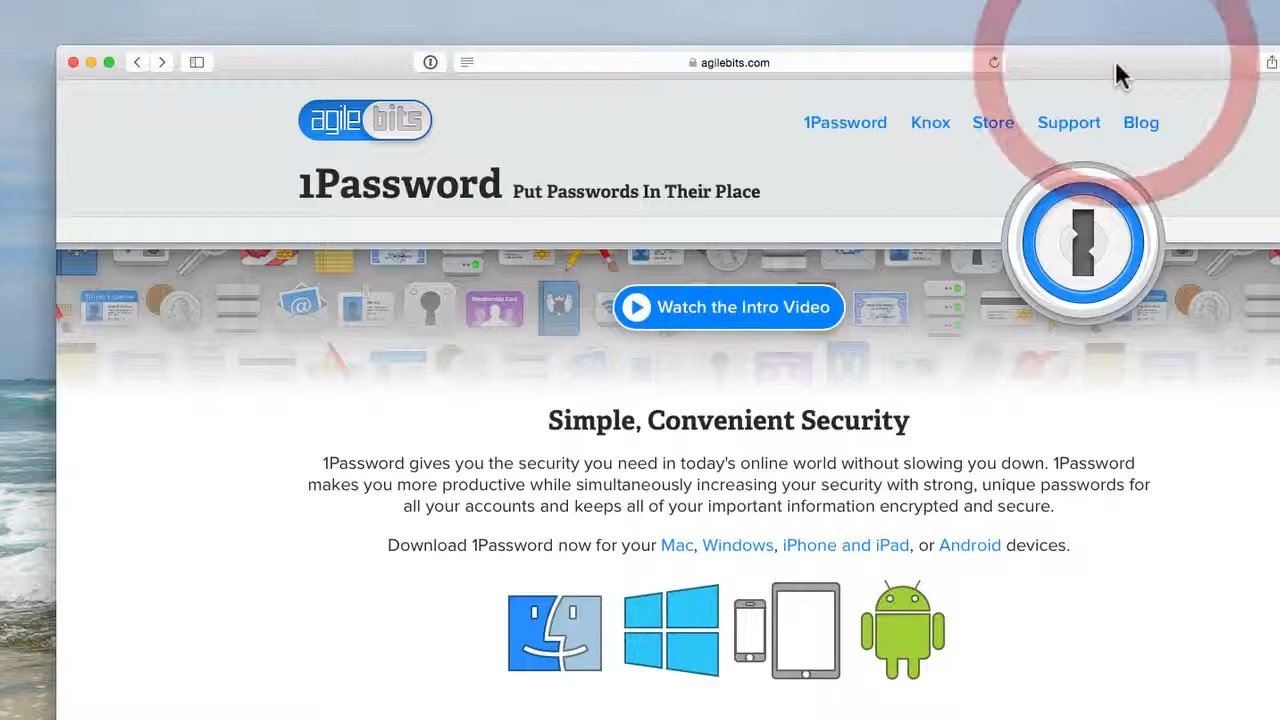 agilebits.com
agile bits
1Password Knox Store Support Blog
1Password Put Passwords In Their Place
Membership Card
Watch the Intro Video
Simple, Convenient Security
1Password gives you the security you need in today's online world without slowing you down. 1Password
makes you more productive while simultaneously increasing your security with strong, unique passwords for
all your accounts and keeps all of your important information encrypted and secure.
Download 1Password now for your Mac, Windows, iPhone and iPad, or Android devices.